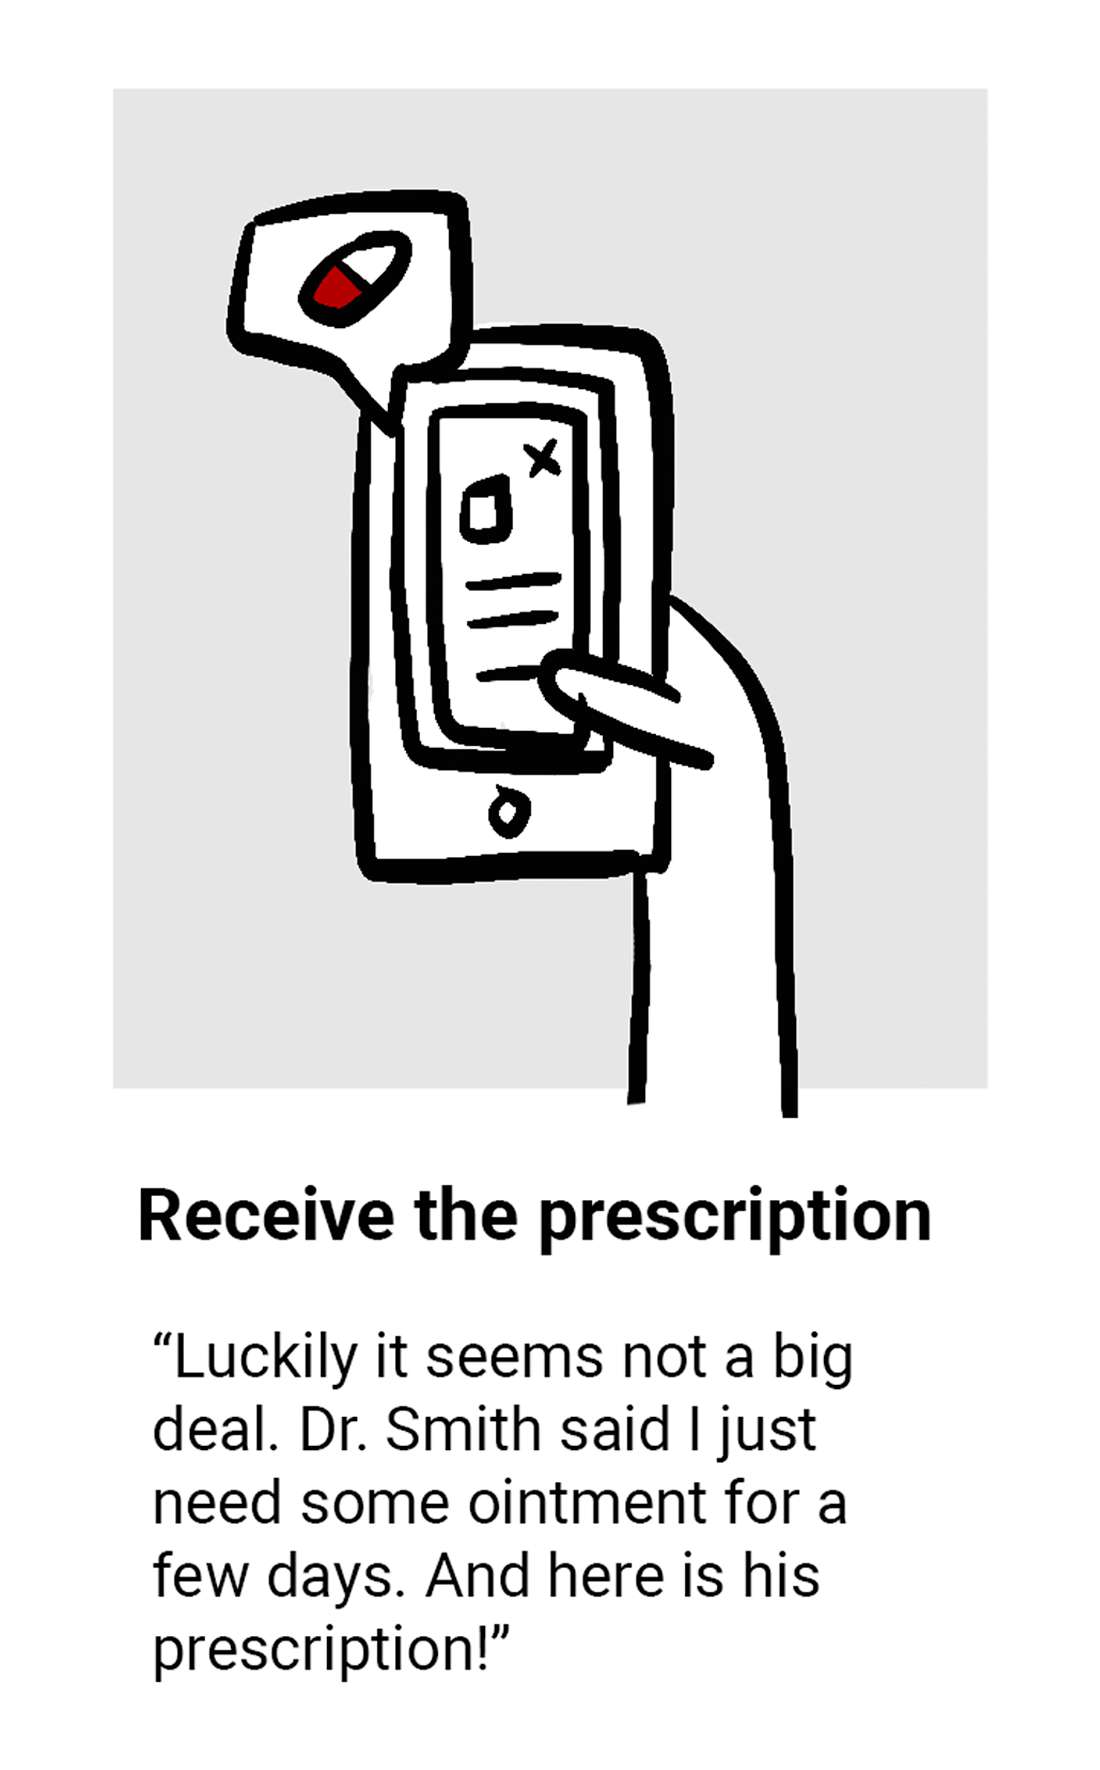 Receive the prescription
“Luckily it seems not a big
deal. Dr. Smith said I just
need some ointment for a
few days. And here is his
prescription!”